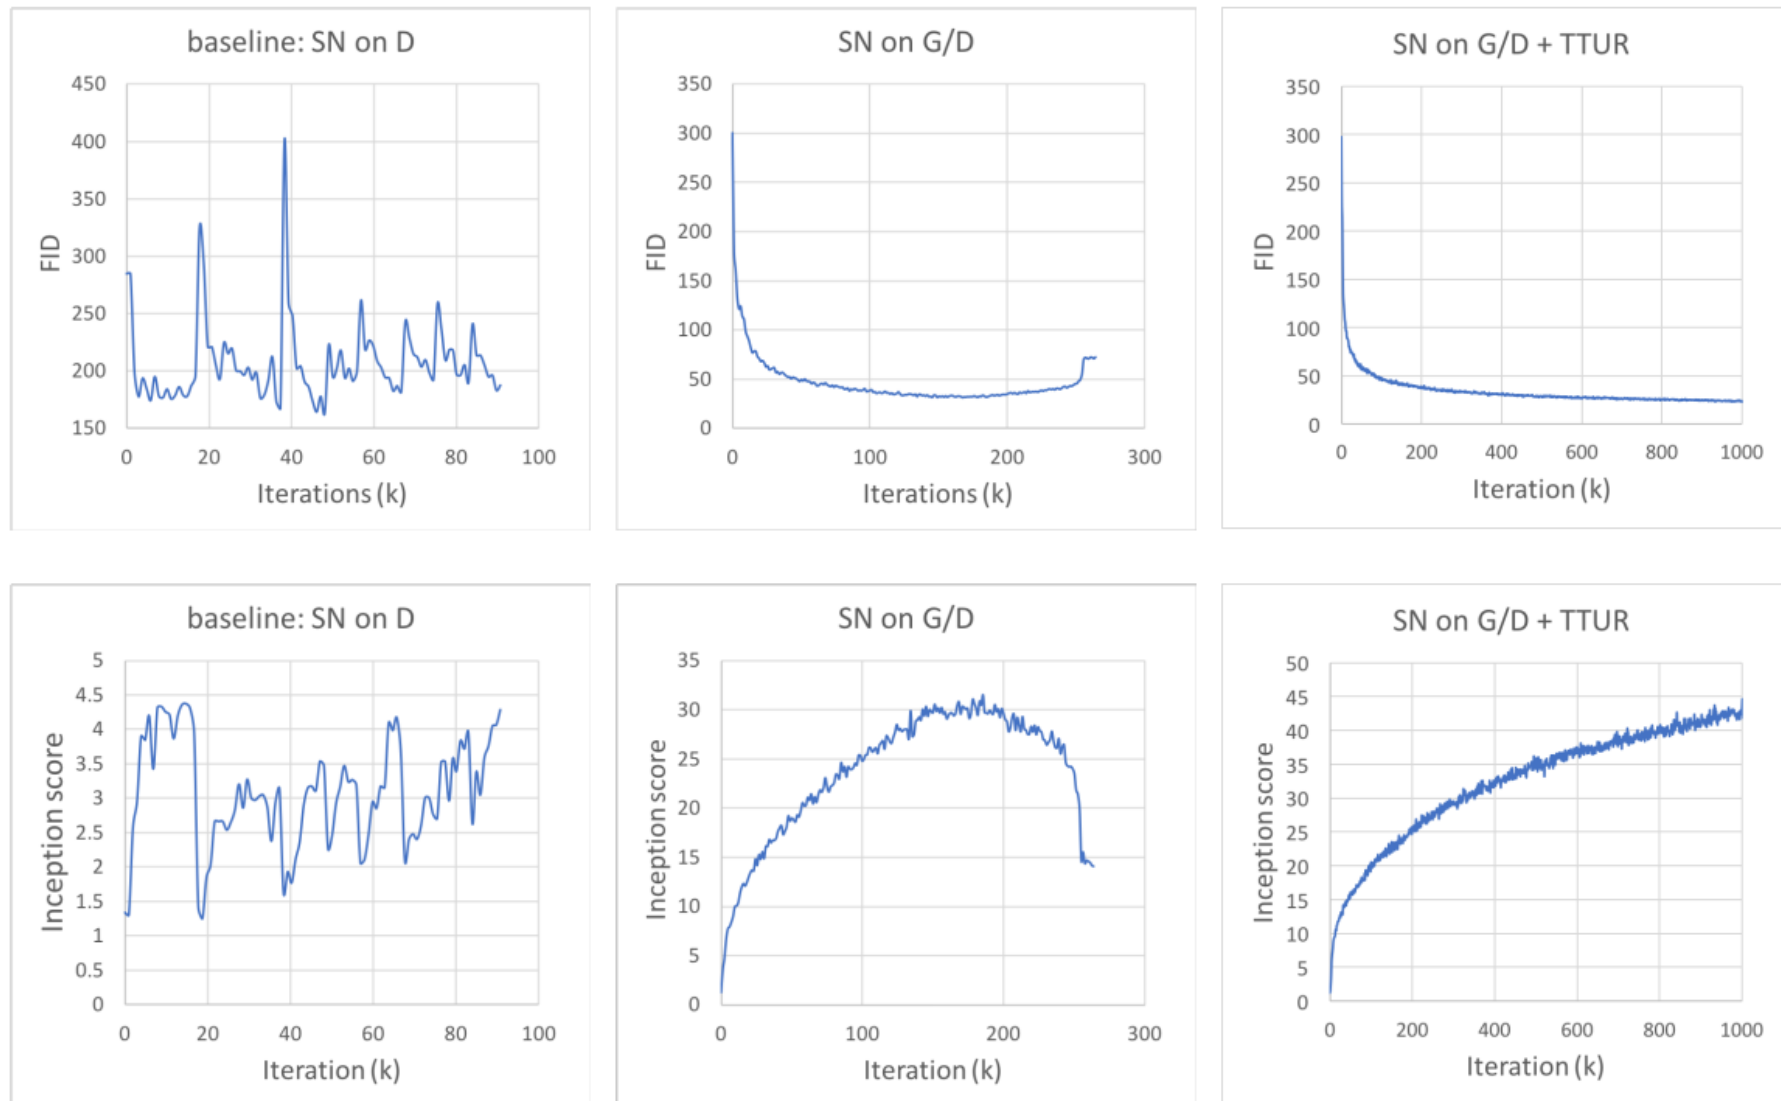 baseline: SN on D
450
400
350
300
250
200
150
FID
0 20 40 60 80 100
Iterations (k)
SN on G/D
350
300
250
200
150
100
50
0
FID
0 100 200 300
Iterations (k)
SN on G/D + TTUR
350
300
250
200
150
100
50
0
FID
0 200 400 600 800 1000
Iteration (k)
baseline: SN on D
5
4.5
4
3.5
3
2.5
2
1.5
1
0.5
0
Inception score
0 20 40 60 80 100
Iteration (k)
SN on G/D
35
30
25
20
15
10
5
0
Inception score
0 100 200 300
Iteration (k)
SN on G/D + TTUR
50
45
40
35
30
25
20
15
10
5
0
Inception score
0 200 400 600 800 1000
Iteration (k)